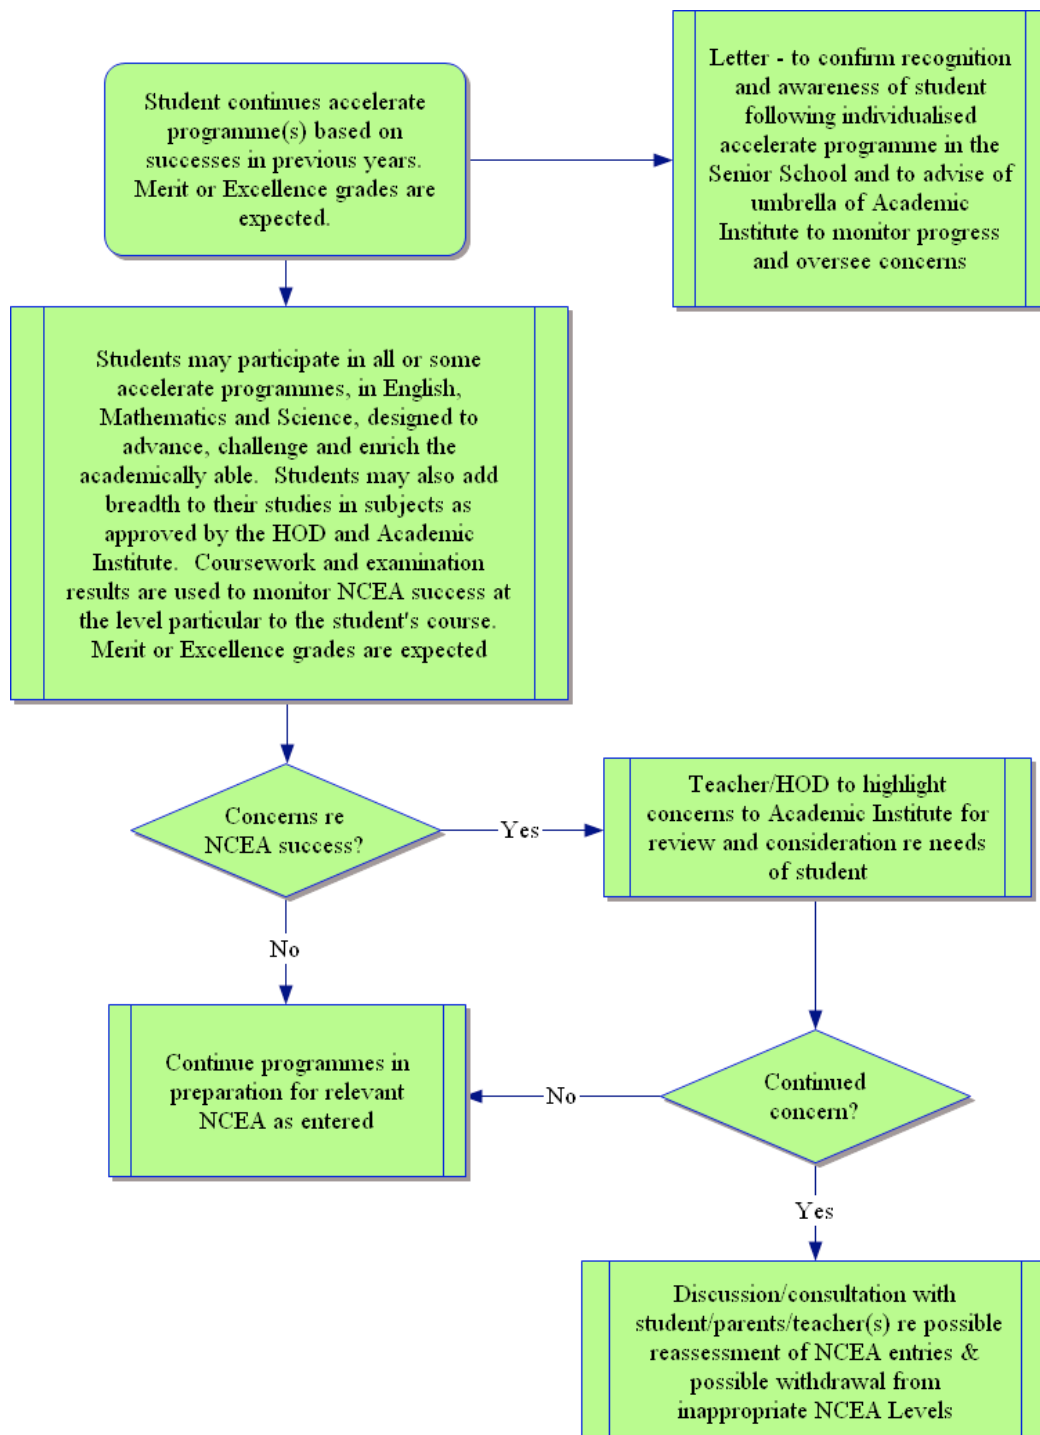 Student continues accelerate
programme(s) based on
successes in previous years.
Merit or Excellence grades are
expected.
Letter - to confirm recognition
and awareness of student
following individualised
accelerate programme in the
Senior School and to advise of
umbrella of Academic
Institute to monitor progress
and oversee concerns
Students may participate in all or some
accelerate programmes, in English,
Mathematics and Science, designed to
advance, challenge and enrich the
academically able.  Students may also add
breadth to their studies in subjects as
approved by the HOD and Academic
Institute.  Coursework and examination
results are used to monitor NCEA success at
the level particular to the student's course.
Merit or Excellence grades are expected
Concerns re
NCEA success?
Yes
Teacher/HOD to highlight
concerns to Academic Institute for
review and consideration re needs
of student
No
Continue programmes in
preparation for relevant
NCEA as entered
No
Continued
concern?
Yes
Discussion/consultation with
student/parents/teacher(s) re possible
reassessment of NCEA entries &
possible withdrawal from
inappropriate NCEA Levels